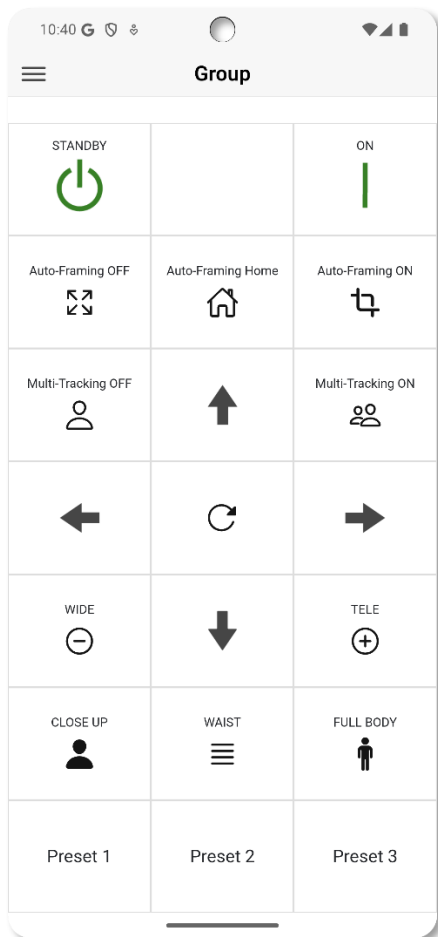 10:40 G
Group
STANDBY
ON
Auto-Framing OFF
Auto-Framing Home
Auto-Framing ON
Multi-Tracking OFF
Multi-Tracking ON
WIDE
TELE
CLOSE UP
WAIST
FULL BODY
Preset 1
Preset 2
Preset 3